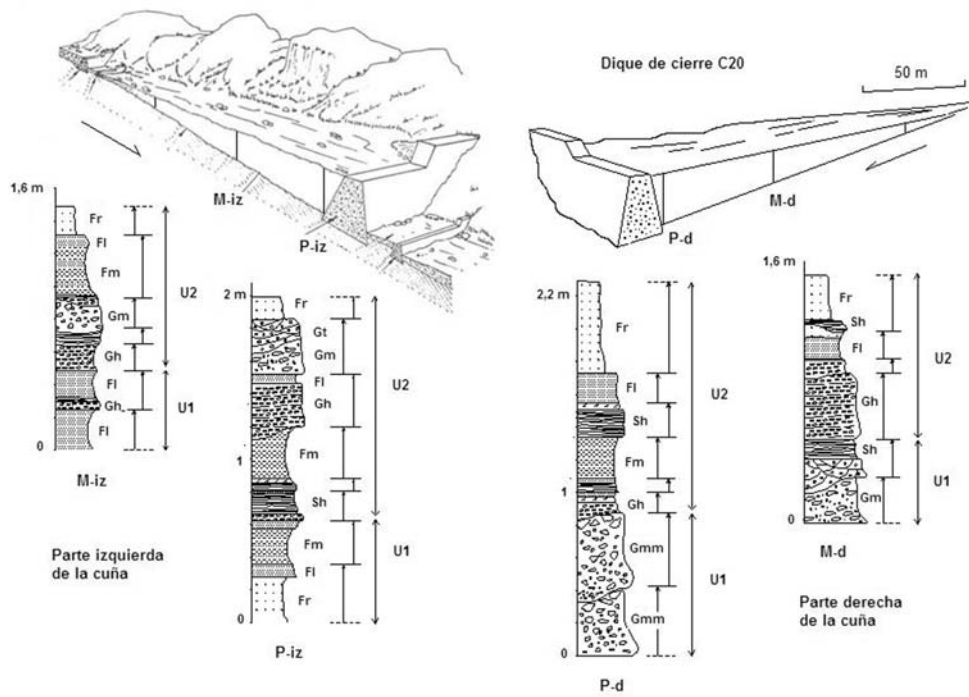 Dique de cierre C20
50 m
M-iz
P-iz
M-d
P-d
1,6 m
Fr
Fl
Fm
Gm
Gh
Fl
Gh
Fl
0
U2
U1
M-iz
Parte izquierda
de la cuña
2 m
Fr
Gt
Gm
Fl
Gh
Fm
1
Sh
Fm
Fl
Fr
0
U2
U1
P-iz
2,2 m
Fr
Fl
Sh
Fm
1
Gh
Gmm
Gmm
0
U2
U1
P-d
1,6 m
Fr
Sh
Fl
Gh
Sh
Gm
0
U2
U1
M-d
Parte derecha
de la cuña